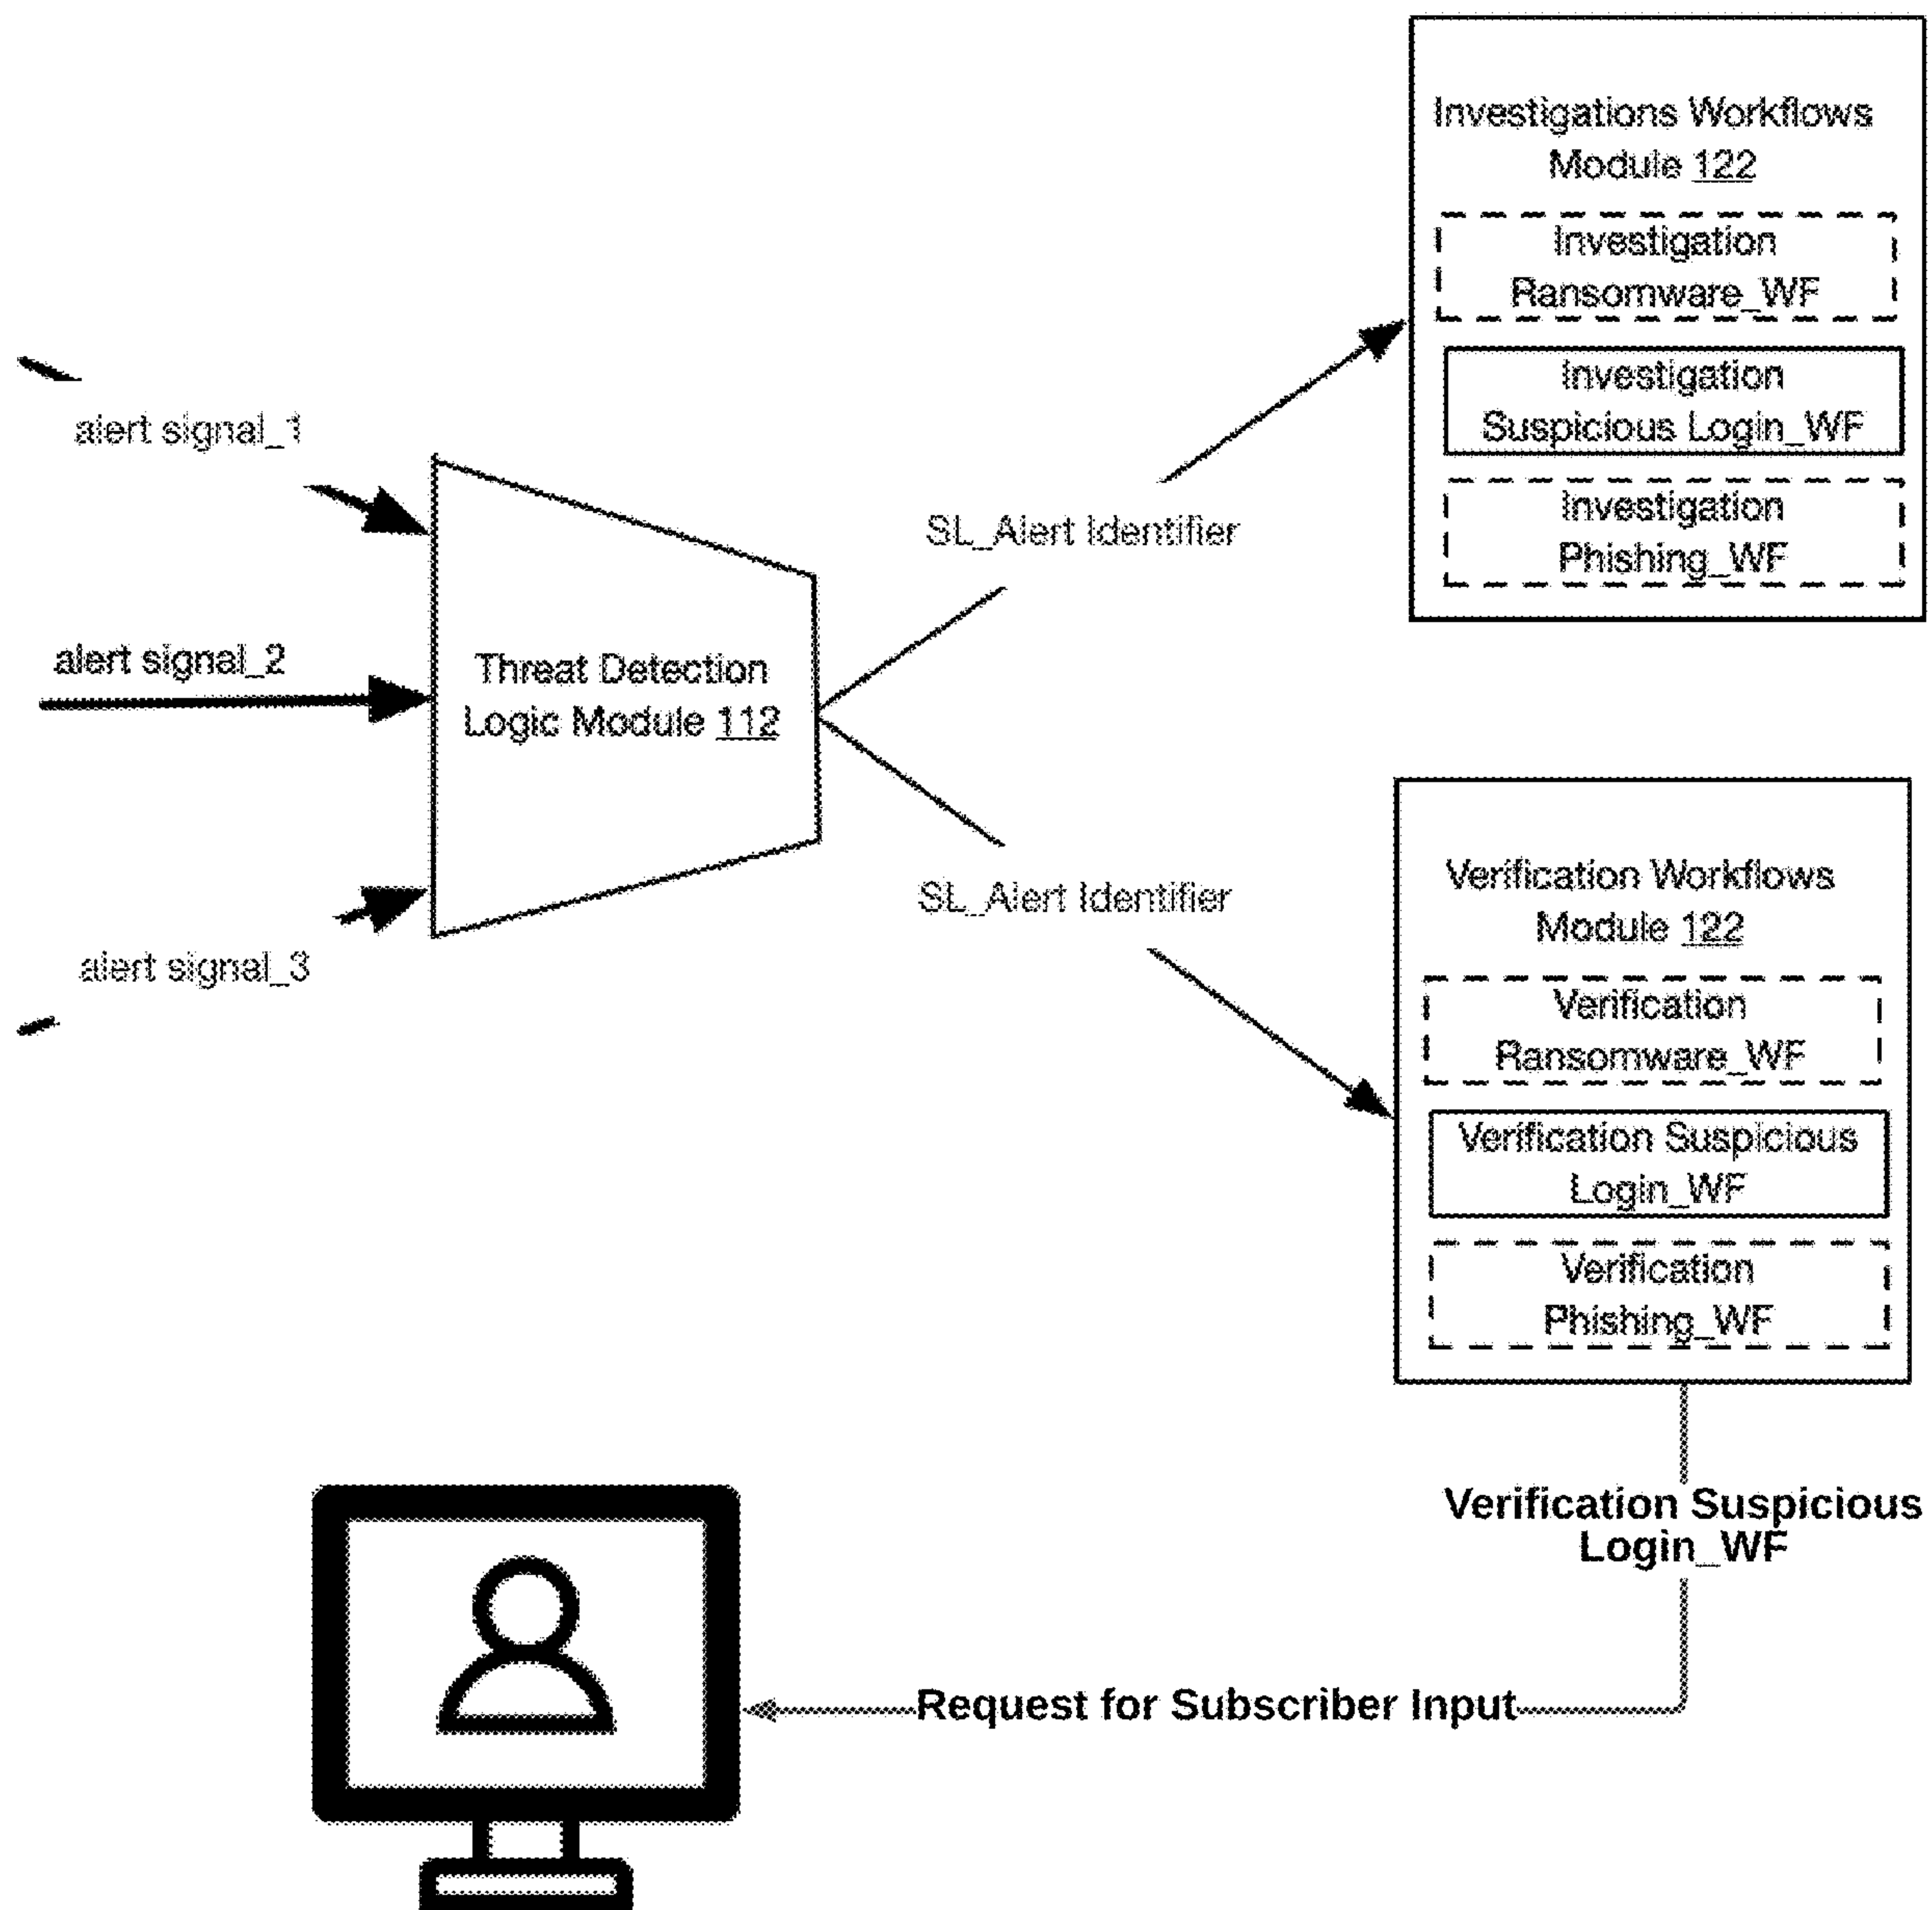 Investigations Workflows
Module 122
Investigation
Ransomware_WF
Investigation
Suspicious Login_WF
Investigation
Phishing_WF
alert signal_1
SL_Alert Identifier
alert signal_2
Threat Detection
Logic Module 112
SL_Alert Identifier
alert signal_3
Verification Workflows
Module 122
Verification
Ransomware_WF
Verification Suspicious
Login_WF
Verification
Phishing_WF
Verification Suspicious
Login_WF
Request for Subscriber Input